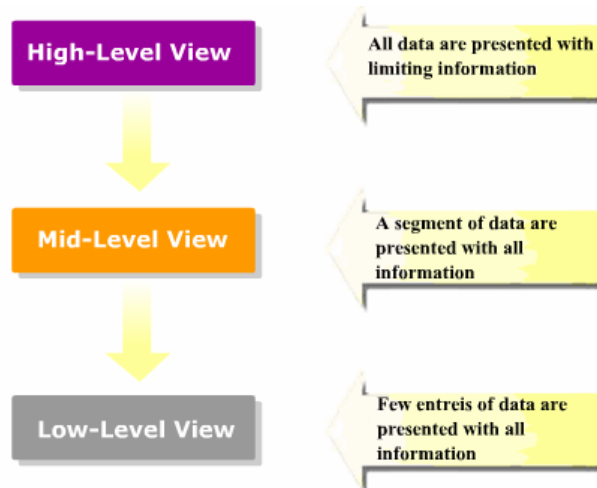 High-Level View
All data are presented with
limiting information
Mid-Level View
A segment of data are
presented with all
information
Low-Level View
Few entreis of data are
presented with all
information